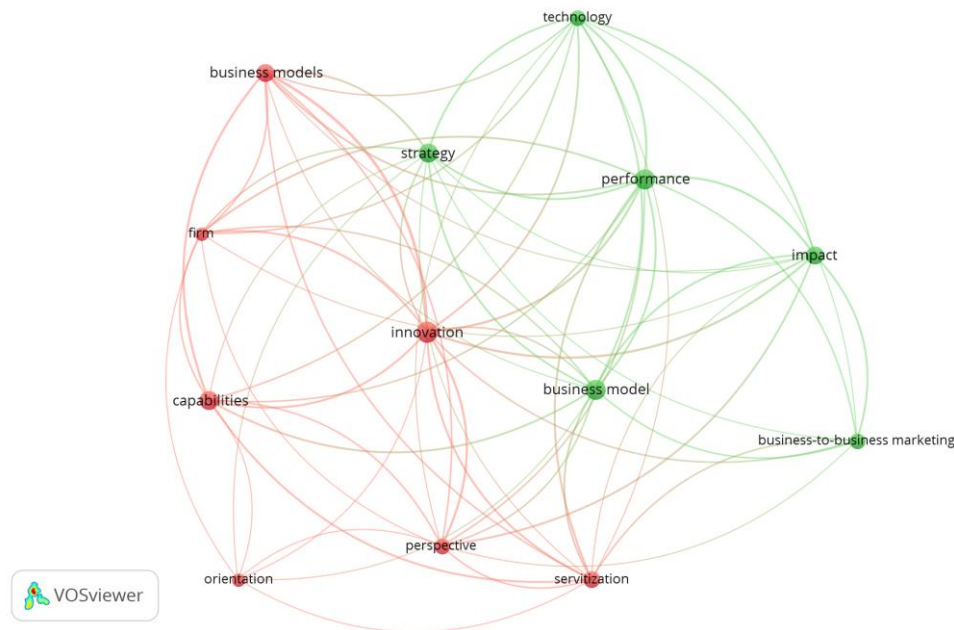 technology
business models
strategy
performance
firm
impact
innovation
business model
capabilities
business-to-business marketing
perspective
orientation
servitization
VOSviewer